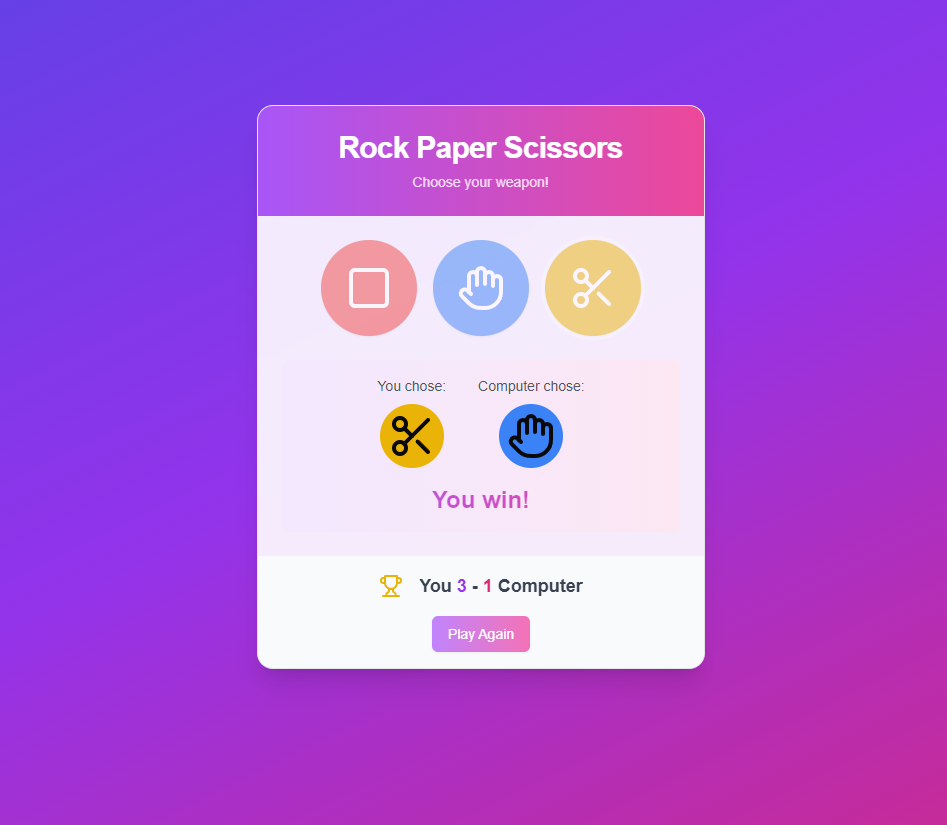 Rock Paper Scissors
Choose your weapon!
You chose: Computer chose:
You win!
You 3 - 1 Computer
Play Again